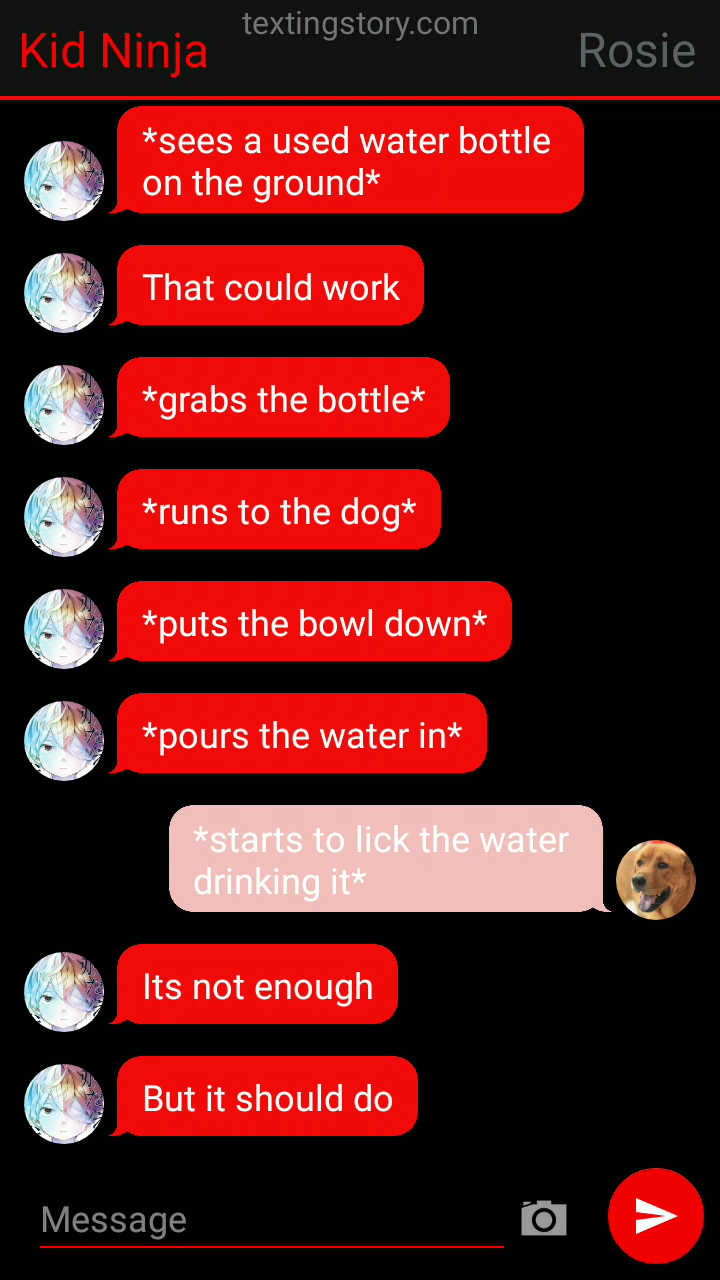 textingstory.com
Kid Ninja
Rosie
*sees a used water bottle
on the ground*
That could work
*grabs the bottle*
*runs to the dog*
*puts the bowl down*
*pours the water in*
*starts to lick the water
drinking it*
Its not enough
But it should do
Message